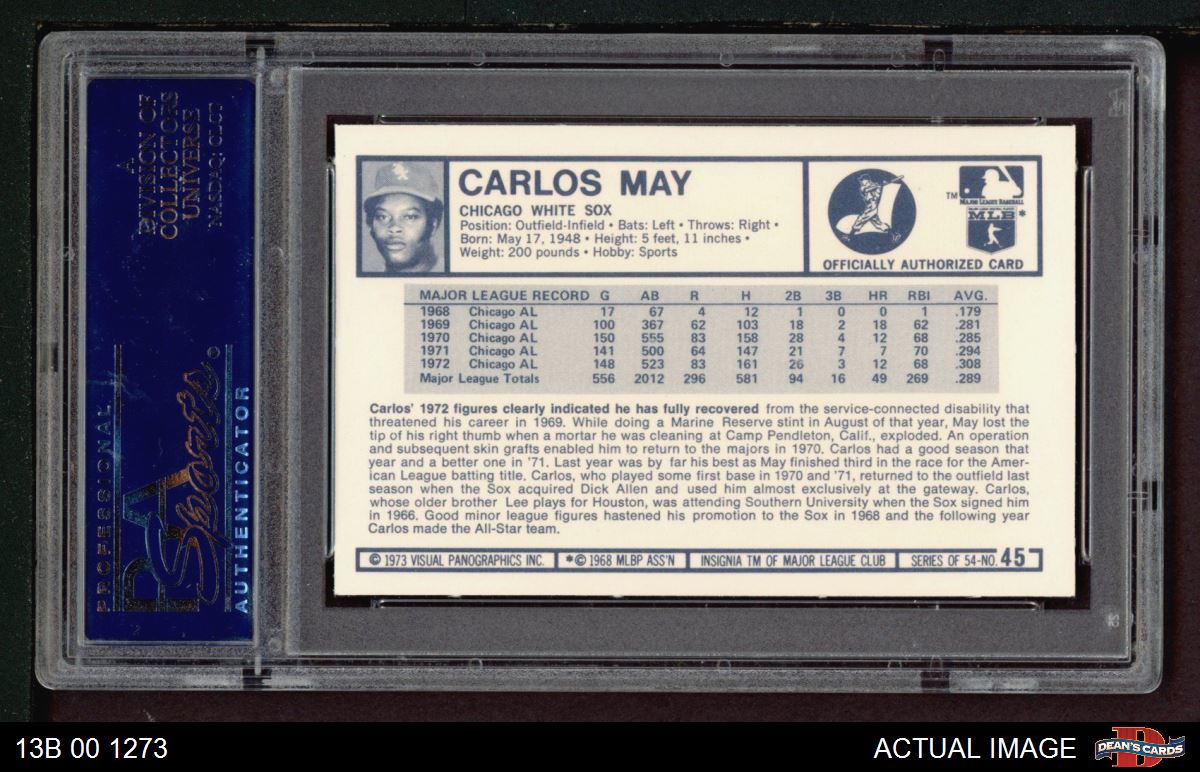 A
DIVISION OF
COLLECTORS
UNIVERSE
NASDAQ: CLCT
PROFESSIONAL
PSA
Sports
AUTHENTICATOR
CARLOS MAY
CHICAGO WHITE SOX
Position: Outfield-Infield • Bats: Left • Throws: Right •
Born: May 17, 1948 • Height: 5 feet, 11 inches •
Weight: 200 pounds • Hobby: Sports
TM
MAJOR LEAGUE BASEBALL
MLB *
OFFICIALLY AUTHORIZED CARD
MAJOR LEAGUE RECORD G AB R H 2B 3B HR RBI AVG.
1968 Chicago AL 17 67 4 12 1 0 0 1 .179
1969 Chicago AL 100 367 62 103 18 2 18 62 .281
1970 Chicago AL 150 555 83 158 28 4 12 68 .285
1971 Chicago AL 141 500 64 147 21 7 7 70 .294
1972 Chicago AL 148 523 83 161 26 3 12 68 .308
Major League Totals 556 2012 296 581 94 16 49 269 .289
Carlos' 1972 figures clearly indicated he has fully recovered from the service-connected disability that
threatened his career in 1969. While doing a Marine Reserve stint in August of that year, May lost the
tip of his right thumb when a mortar he was cleaning at Camp Pendleton, Calif., exploded. An operation
and subsequent skin grafts enabled him to return to the majors in 1970. Carlos had a good season that
year and a better one in '71. Last year was by far his best as May finished third in the race for the Amer-
ican League batting title. Carlos, who played some first base in 1970 and '71, returned to the outfield last
season when the Sox acquired Dick Allen and used him almost exclusively at the gateway. Carlos,
whose older brother Lee plays for Houston, was attending Southern University when the Sox signed him
in 1966. Good minor league figures hastened his promotion to the Sox in 1968 and the following year
Carlos made the All-Star team.
© 1973 VISUAL PANOGRAPHICS INC. *© 1968 MLBP ASS'N INSIGNIA TM OF MAJOR LEAGUE CLUB SERIES OF 54-NO. 45
13B 00 1273
ACTUAL IMAGE
DEAN'S CARDS